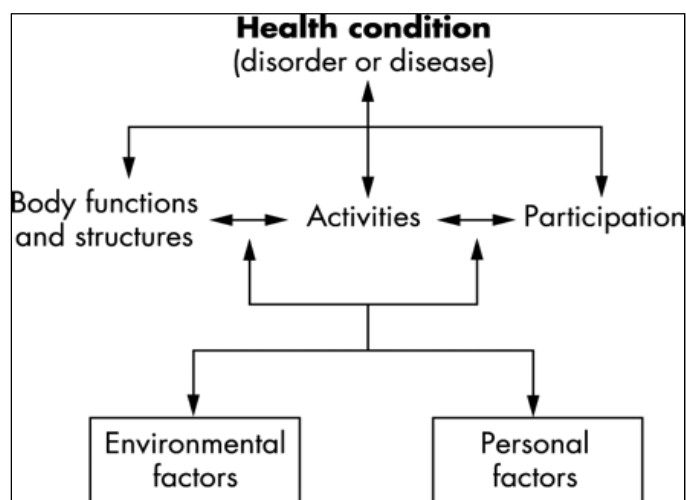 Health condition
(disorder or disease)
Body functions
and structures
Activities
Participation
Environmental
factors
Personal
factors